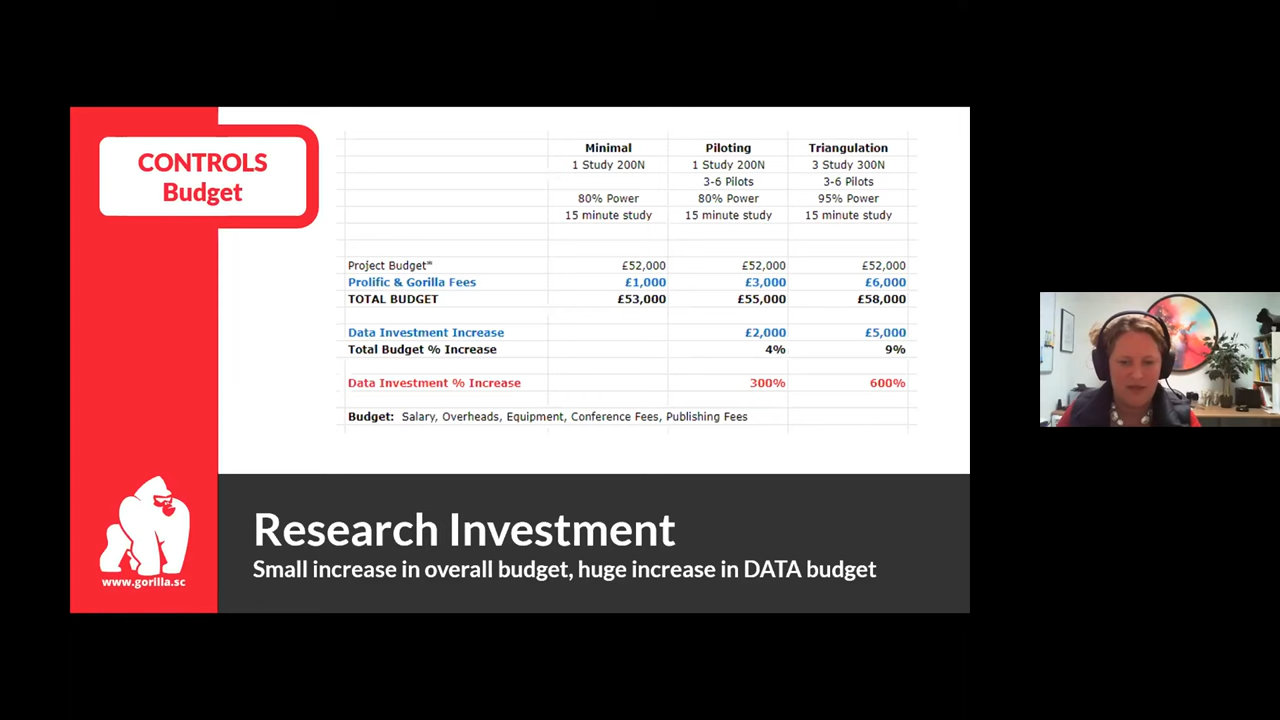 CONTROLS
Budget
Minimal Piloting Triangulation
1 Study 200N 1 Study 200N 3 Study 300N
3-6 Pilots 3-6 Pilots
80% Power 80% Power 95% Power
15 minute study 15 minute study 15 minute study
Project Budget* £52,000 £52,000 £52,000
Prolific & Gorilla Fees £1,000 £3,000 £6,000
TOTAL BUDGET £53,000 £55,000 £58,000
Data Investment Increase £2,000 £5,000
Total Budget % Increase 4% 9%
Data Investment % Increase 300% 600%
Budget: Salary, Overheads, Equipment, Conference Fees, Publishing Fees
Research Investment
Small increase in overall budget, huge increase in DATA budget
www.gorilla.sc